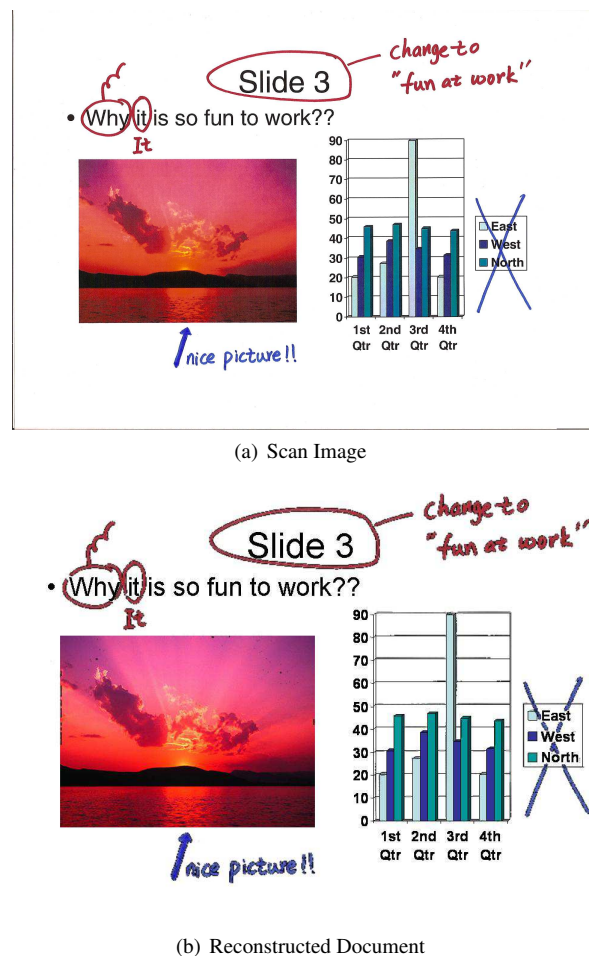 change to
Slide 3
"fun at work"
• Why it is so fun to work??
It
90
80
70
60
50
40
30
20
10
0
East
West
North
1st 2nd 3rd 4th
Qtr Qtr Qtr Qtr
nice picture!!
(a) Scan Image
change to
Slide 3
"fun at work"
• Why it is so fun to work??
It
90
80
70
60
50
40
30
20
10
0
East
West
North
1st 2nd 3rd 4th
Qtr Qtr Qtr Qtr
nice picture!!
(b) Reconstructed Document